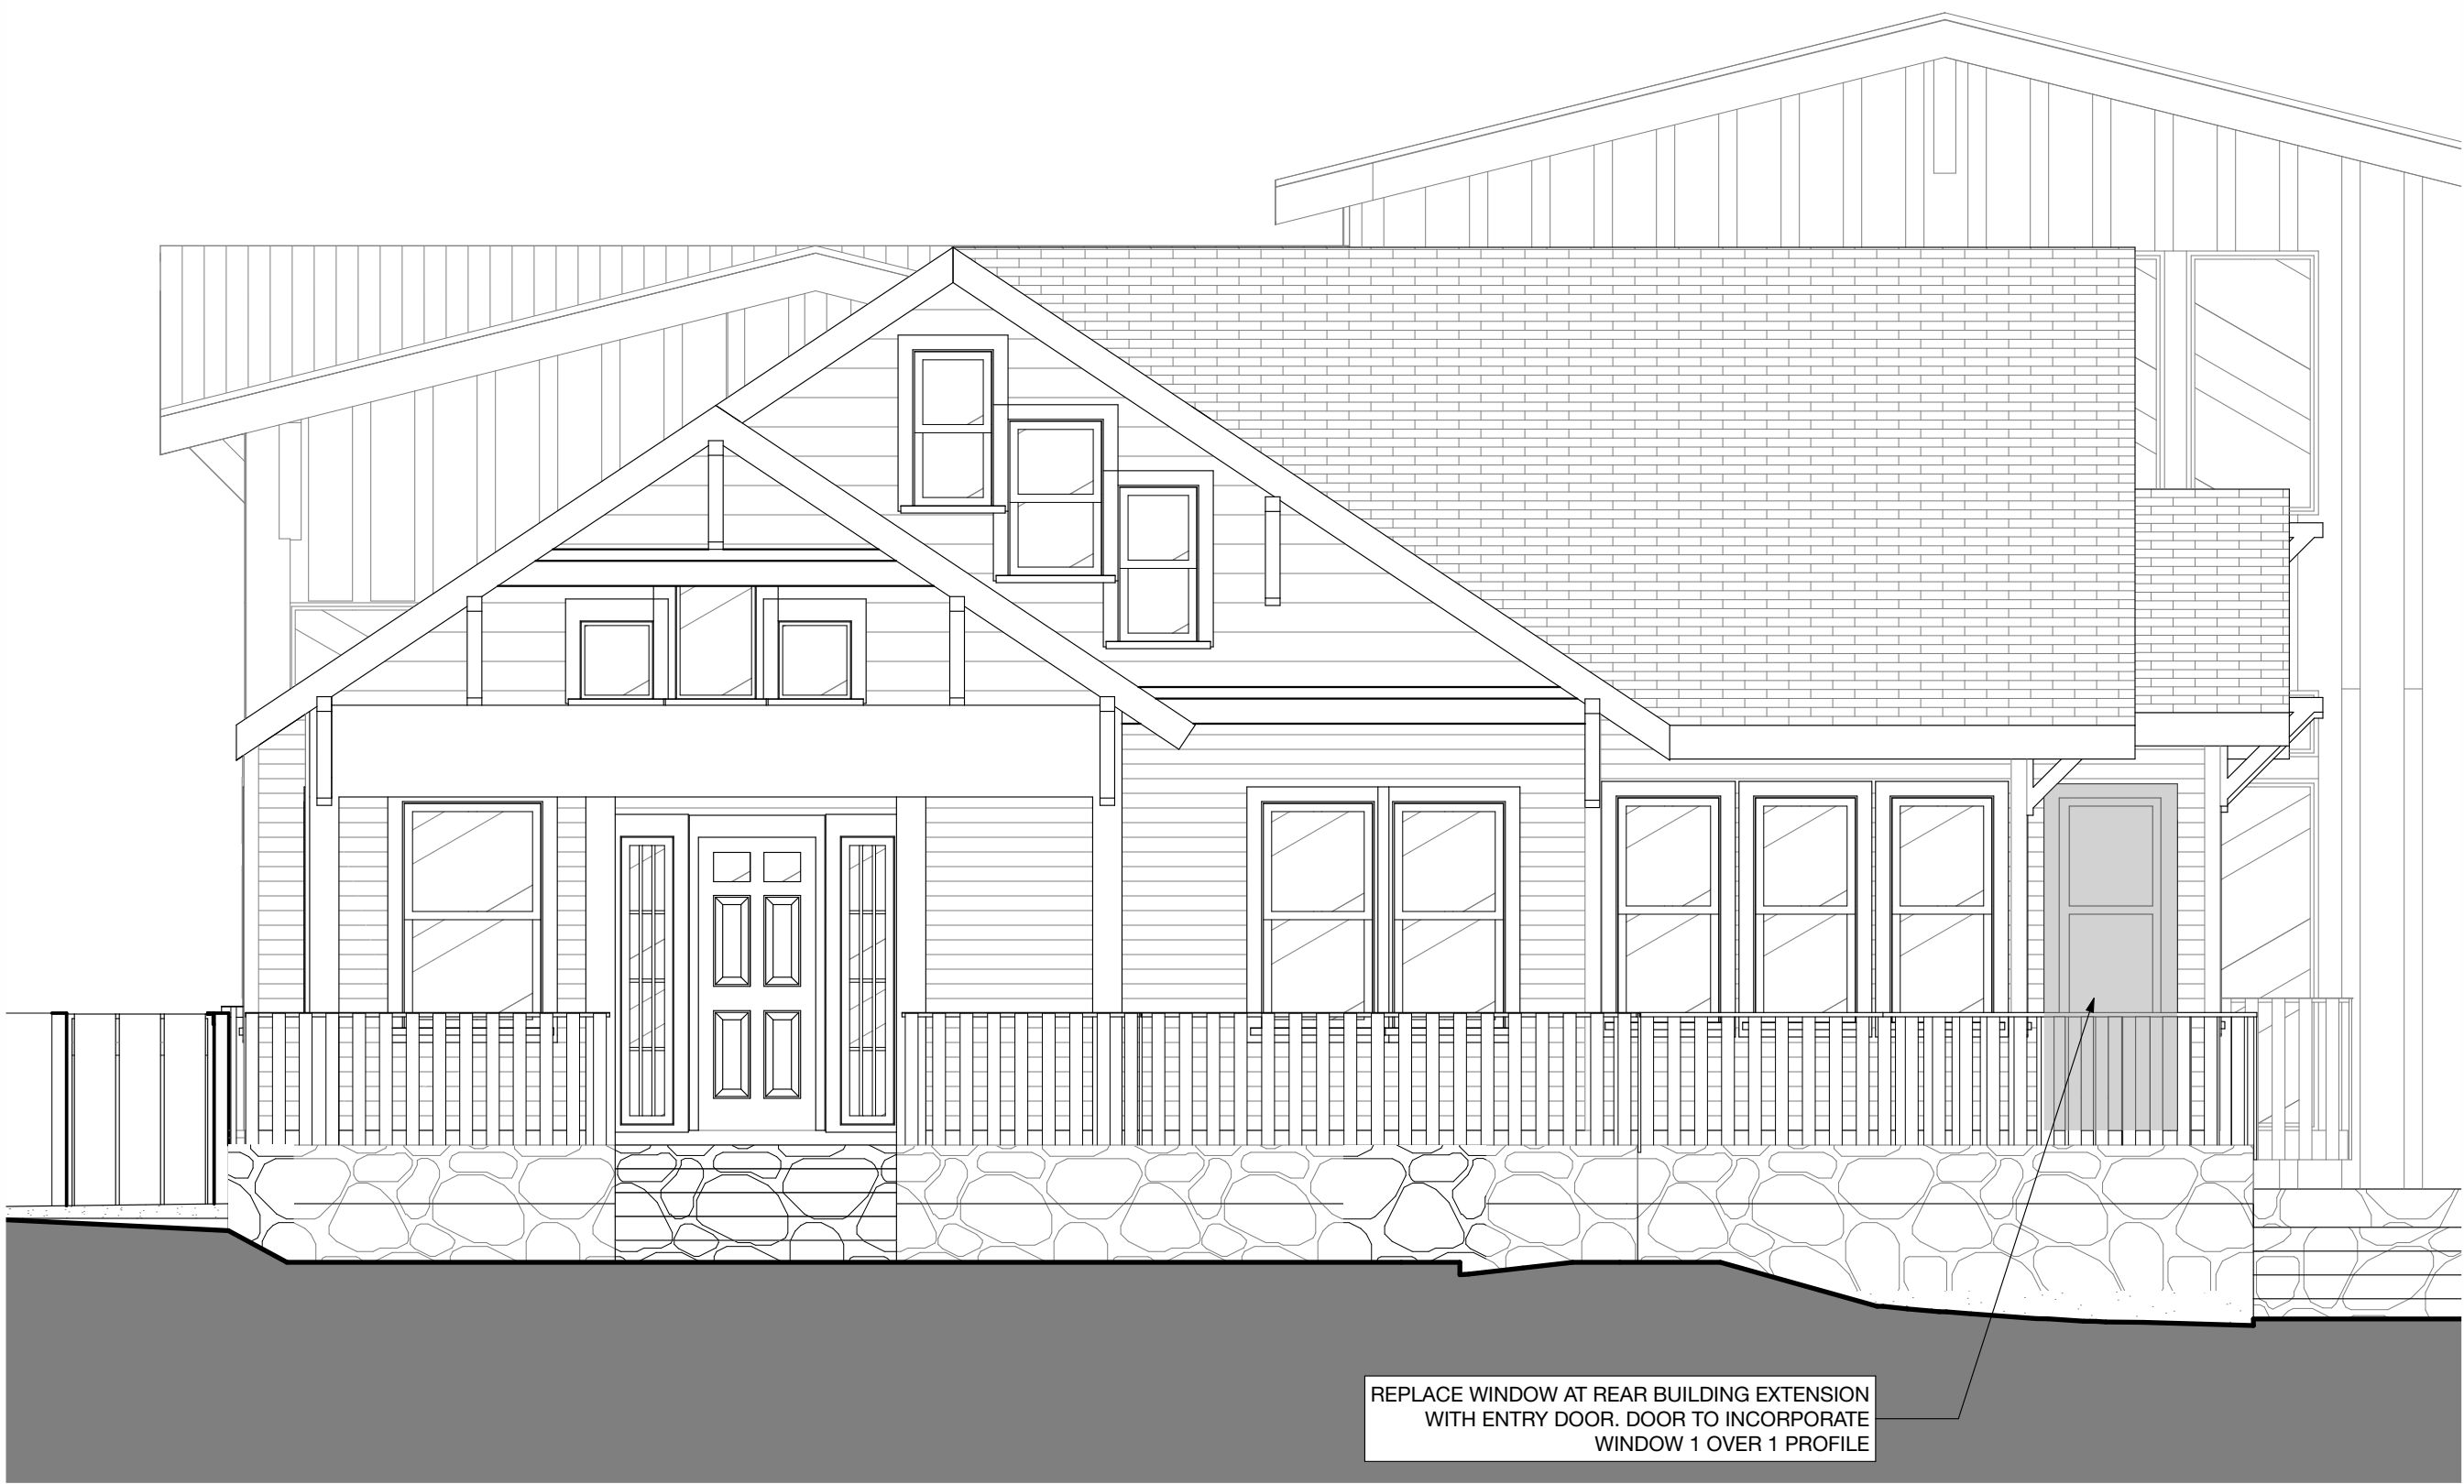 REPLACE WINDOW AT REAR BUILDING EXTENSION
WITH ENTRY DOOR. DOOR TO INCORPORATE
WINDOW 1 OVER 1 PROFILE